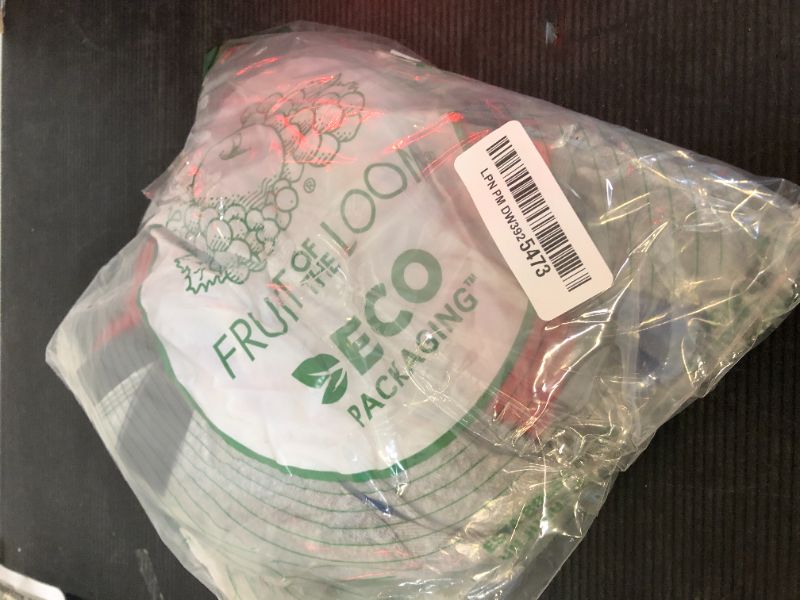 FRUIT OF THE LOOM
®
ECO
PACKAGING™
LPN PM DW3925473